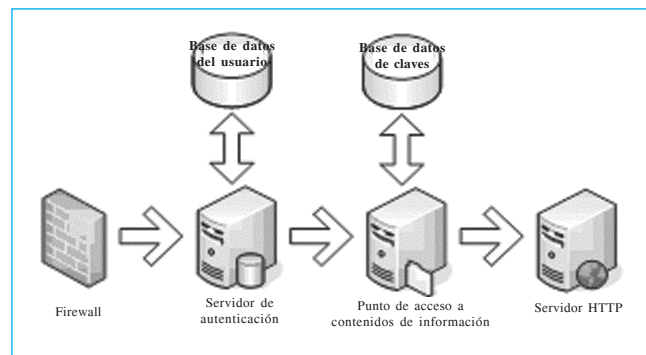 Base de datos
del usuario
Base de datos
de claves
Firewall
Servidor de
autenticación
Punto de acceso a
contenidos de información
Servidor HTTP